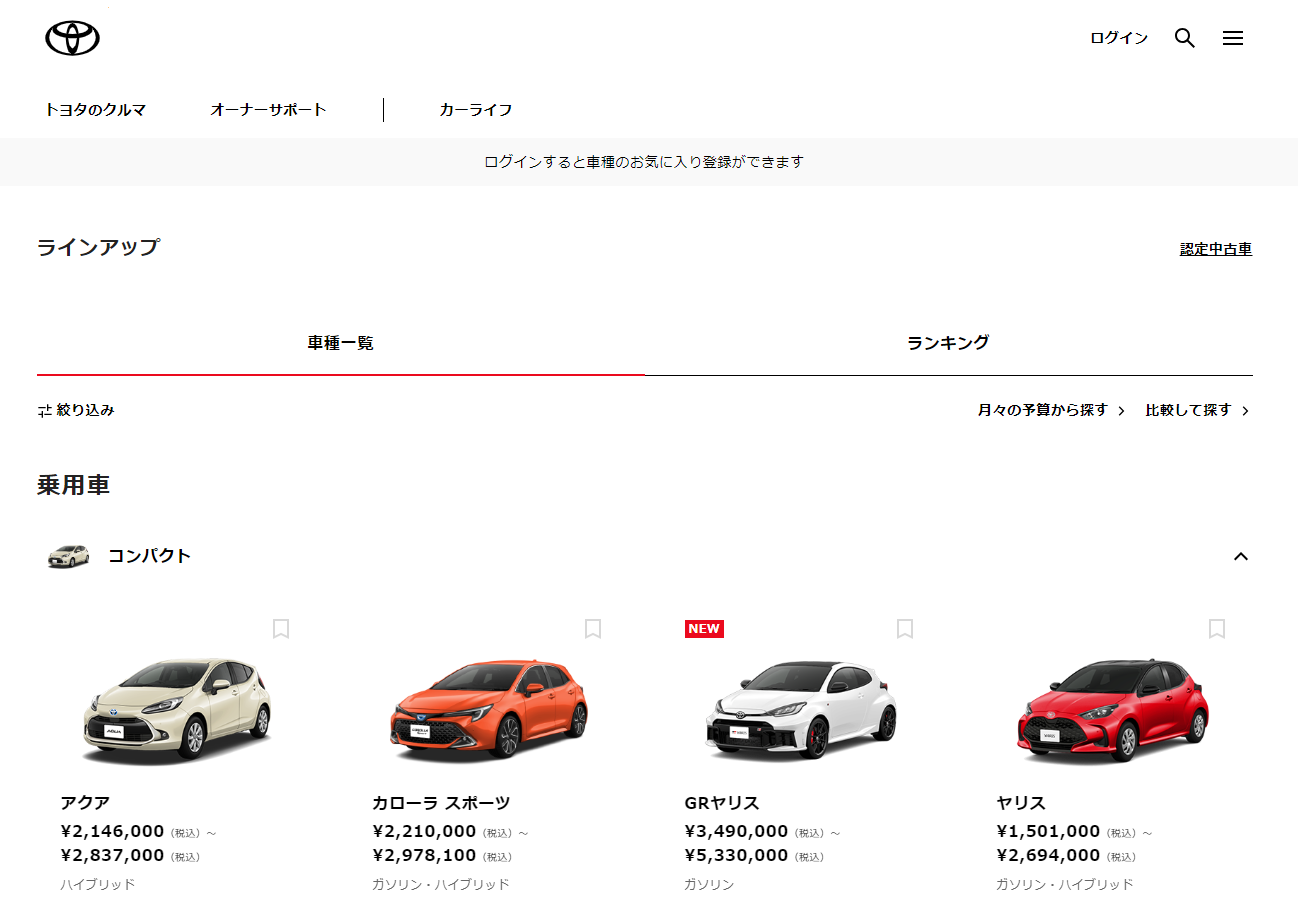 ログイン
トヨタのクルマ
オーナーサポート
カーライフ
ログインすると車種のお気に入り登録ができます
ラインアップ
認定中古車
車種一覧
ランキング
絞り込み
月々の予算から探す
比較して探す
乗用車
コンパクト
NEW
AQUA
アクア
¥2,146,000（税込）～
¥2,837,000（税込）
ハイブリッド
カローラ スポーツ
¥2,210,000（税込）～
¥2,978,100（税込）
ガソリン・ハイブリッド
GRヤリス
¥3,490,000（税込）～
¥5,330,000（税込）
ガソリン
YARIS
ヤリス
¥1,501,000（税込）～
¥2,694,000（税込）
ガソリン・ハイブリッド